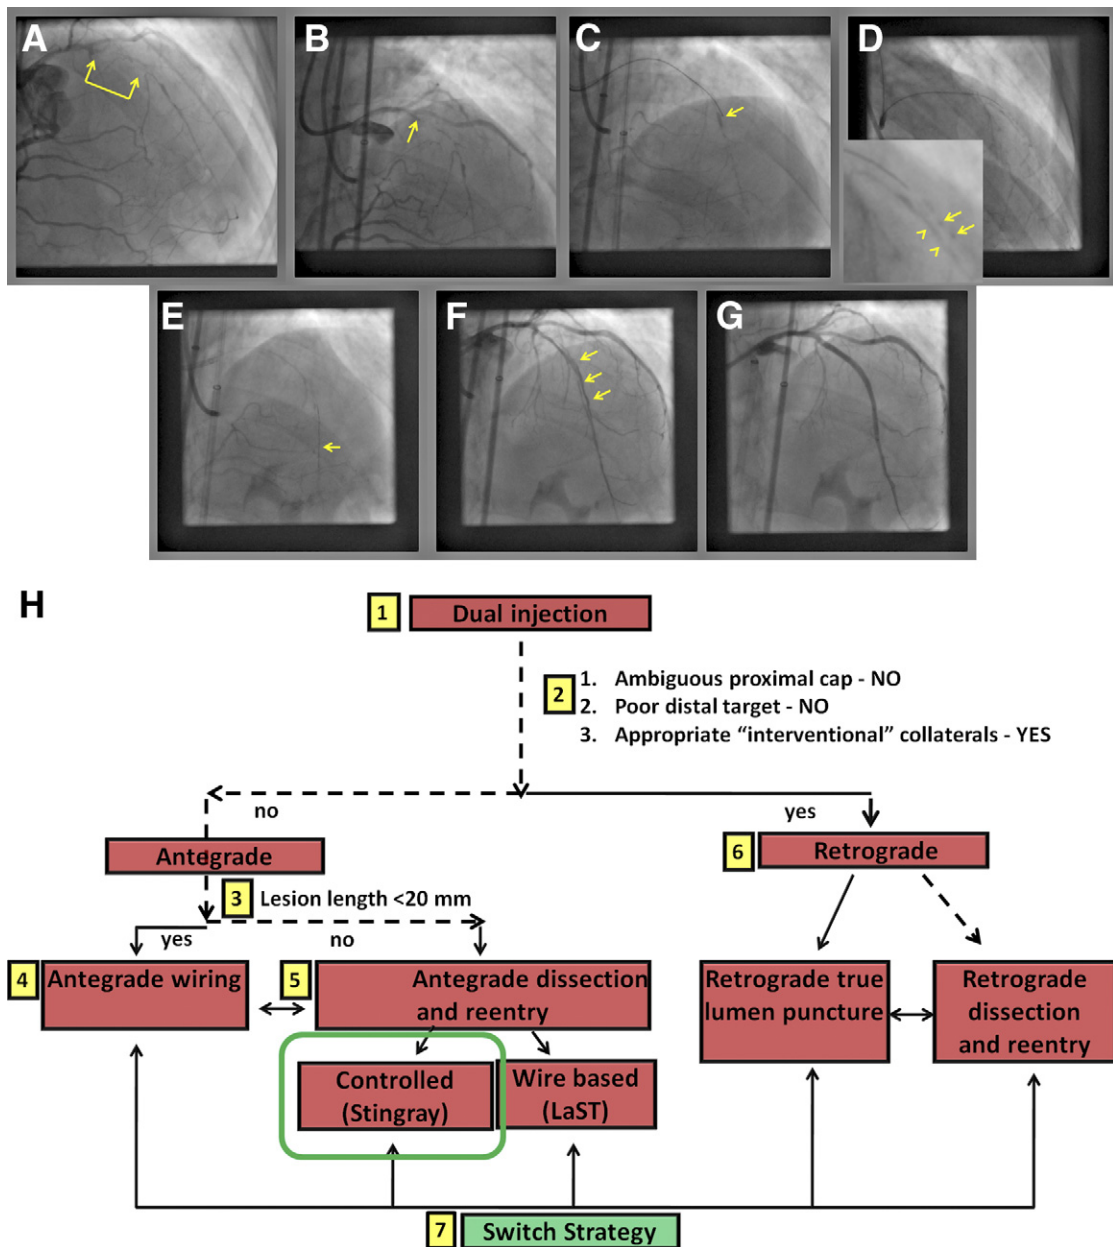 A
B
C
D
E
F
G
H
1
Dual injection
2
1. Ambiguous proximal cap - NO
2. Poor distal target - NO
3. Appropriate “interventional” collaterals - YES
no
yes
Antegrade
6
Retrograde
3
Lesion length <20 mm
yes
no
4
Antegrade wiring
5
Antegrade dissection
and reentry
Retrograde true
lumen puncture
Retrograde
dissection
and reentry
Controlled
(Stingray)
Wire based
(LaST)
7
Switch Strategy